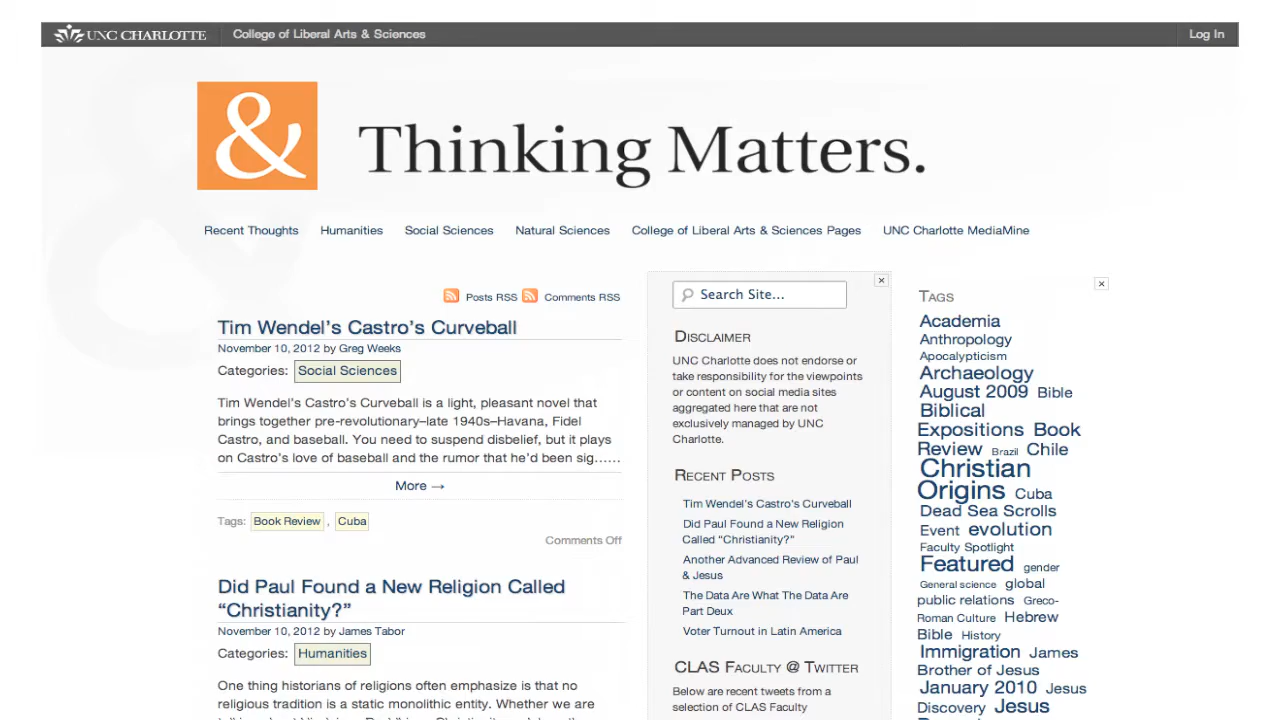 UNC CHARLOTTE
College of Liberal Arts & Sciences
Log In
& Thinking Matters.
Recent Thoughts
Humanities
Social Sciences
Natural Sciences
College of Liberal Arts & Sciences Pages
UNC Charlotte MediaMine
Posts RSS
Comments RSS
Tim Wendel’s Castro’s Curveball
November 10, 2012 by Greg Weeks
Categories: Social Sciences
Tim Wendel’s Castro’s Curveball is a light, pleasant novel that
brings together pre-revolutionary–late 1940s–Havana, Fidel
Castro, and baseball. You need to suspend disbelief, but it plays
on Castro’s love of baseball and the rumor that he’d been sig......
More →
Tags: Book Review , Cuba
Comments Off
Did Paul Found a New Religion Called
“Christianity?”
November 10, 2012 by James Tabor
Categories: Humanities
One thing historians of religions often emphasize is that no
religious tradition is a static monolithic entity. Whether we are
Search Site...
Disclaimer
UNC Charlotte does not endorse or
take responsibility for the viewpoints
or content on social media sites
aggregated here that are not
exclusively managed by UNC
Charlotte.
Recent Posts
Tim Wendel’s Castro’s Curveball
Did Paul Found a New Religion
Called “Christianity?”
Another Advanced Review of Paul
& Jesus
The Data Are What The Data Are
Part Deux
Voter Turnout in Latin America
CLAS Faculty @ Twitter
Below are recent tweets from a
selection of CLAS Faculty
Tags
Academia
Anthropology
Apocalypticism
Archaeology
August 2009 Bible
Biblical
Expositions Book
Review Brazil Chile
Christian
Origins Cuba
Dead Sea Scrolls
Event evolution
Faculty Spotlight
Featured gender
General science global
public relations Greco-
Roman Culture Hebrew
Bible History
Immigration James
Brother of Jesus
January 2010 Jesus
Discovery Jesus